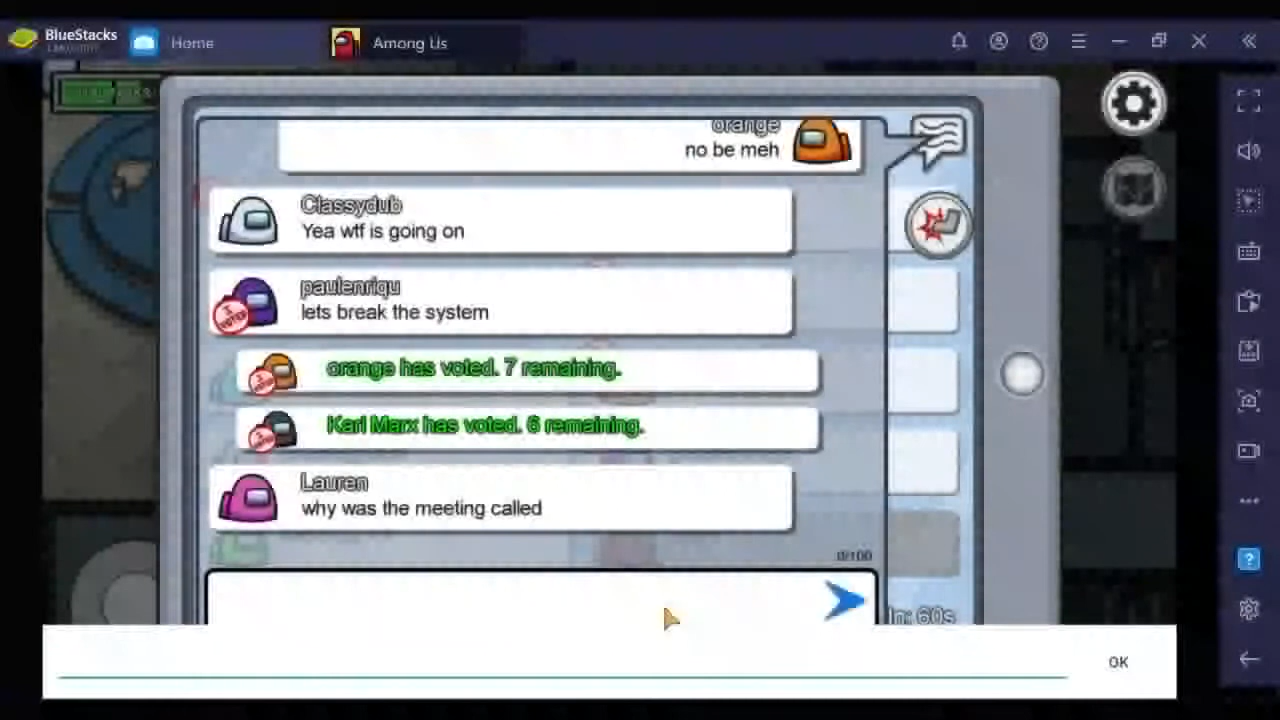 BlueStacks
Home
Among Us
orange
no be meh
Classydub
Yea wtf is going on
paulenriqu
lets break the system
orange has voted. 7 remaining.
Karl Marx has voted. 6 remaining.
Lauren
why was the meeting called
0/100
In: 60s
OK